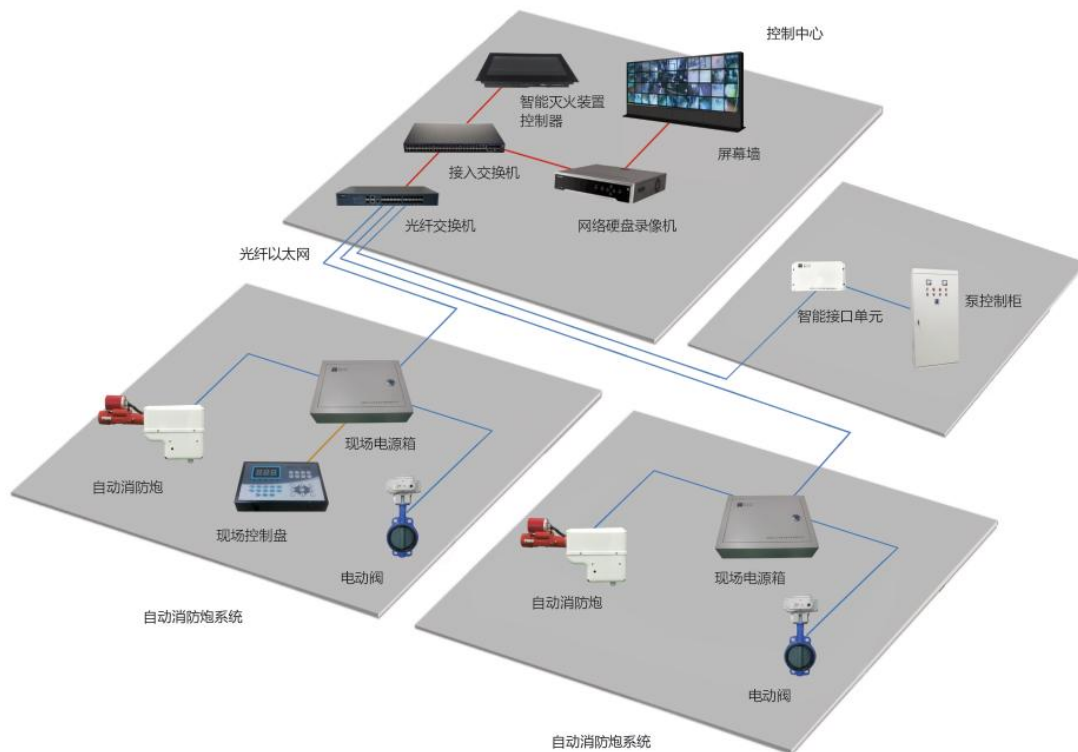 控制中心
智能灭火装置
控制器
屏幕墙
接入交换机
网络硬盘录像机
光纤交换机
光纤以太网
智能接口单元
泵控制柜
现场电源箱
自动消防炮
现场控制盘
电动阀
自动消防炮系统
现场电源箱
自动消防炮
电动阀
自动消防炮系统